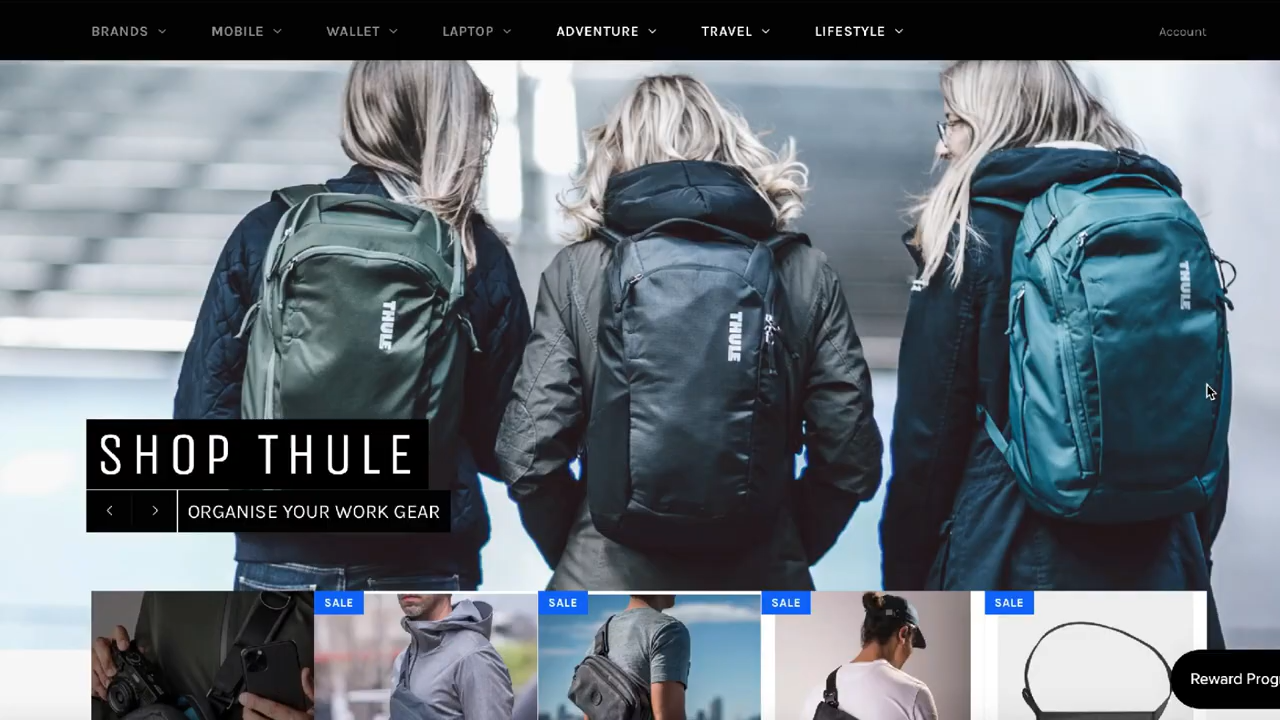 BRANDS
MOBILE
WALLET
LAPTOP
ADVENTURE
TRAVEL
LIFESTYLE
Account
THULE
THULE
THULE
SHOP THULE
ORGANISE YOUR WORK GEAR
SALE
SALE
SALE
SALE
Reward Progr